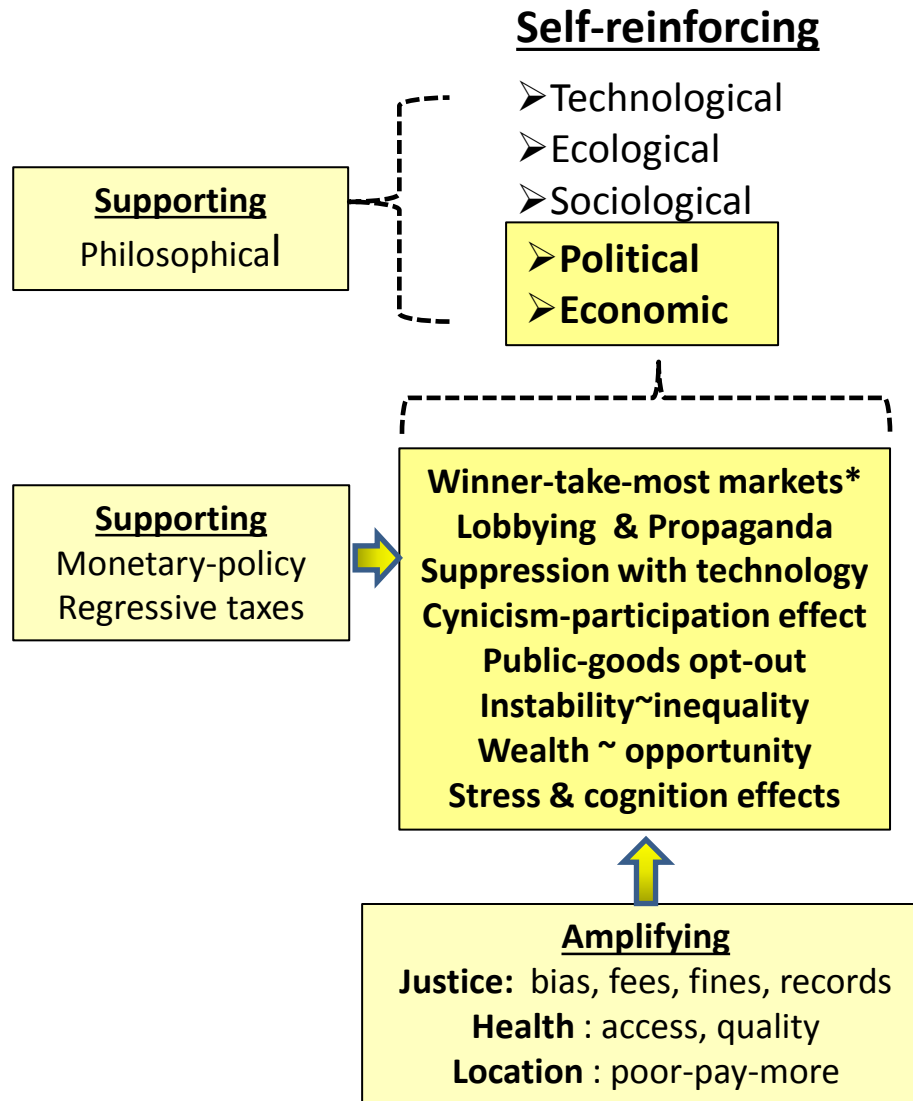 Self-reinforcing
➢Technological
➢Ecological
➢Sociological
➢Political
➢Economic
Supporting
Philosophical
Winner-take-most markets*
Lobbying & Propaganda
Suppression with technology
Cynicism-participation effect
Public-goods opt-out
Instability~inequality
Wealth ~ opportunity
Stress & cognition effects
Supporting
Monetary-policy
Regressive taxes
Amplifying
Justice: bias, fees, fines, records
Health : access, quality
Location : poor-pay-more